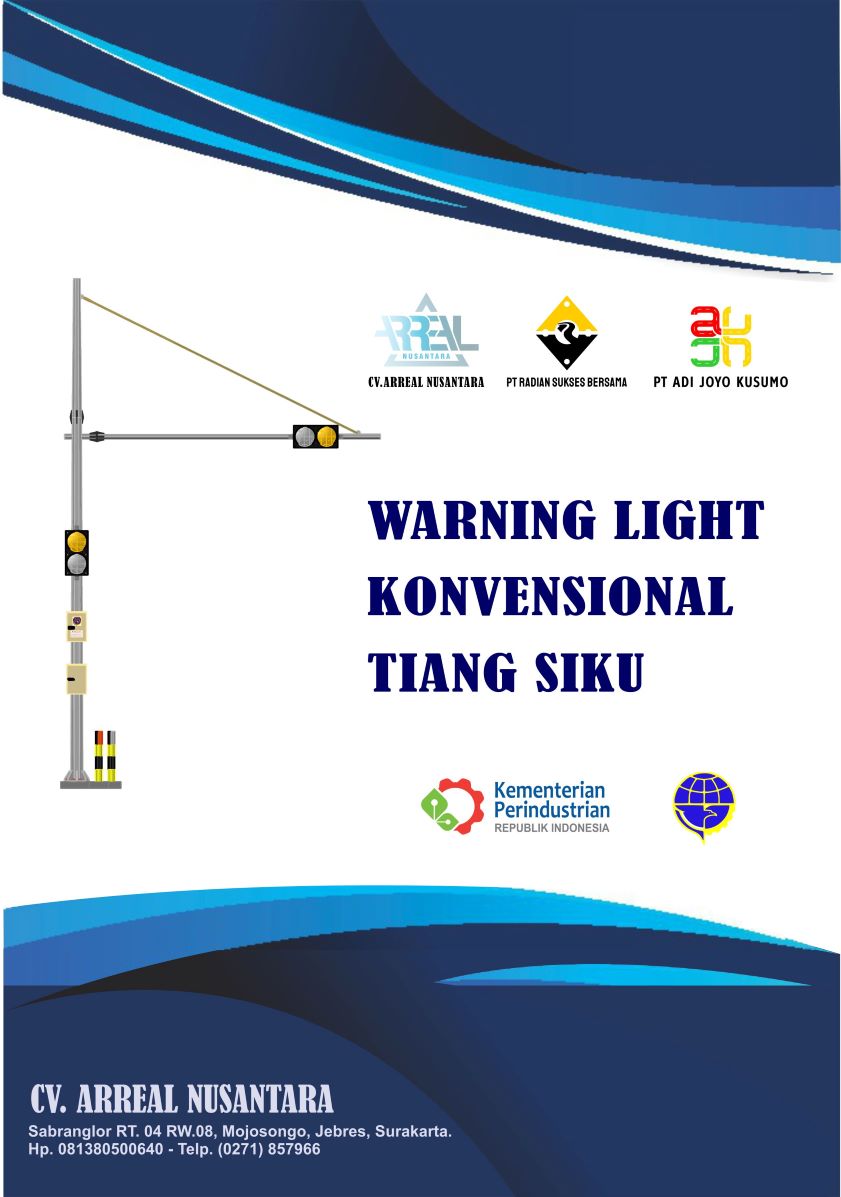 ARREAL
NUSANTARA
CV.ARREAL NUSANTARA
PT RADIAN SUKSES BERSAMA
PT ADI JOYO KUSUMO
WARNING LIGHT
KONVENSIONAL
TIANG SIKU
Kementerian
Perindustrian
REPUBLIK INDONESIA
CV. ARREAL NUSANTARA
Sabranglor RT. 04 RW.08, Mojosongo, Jebres, Surakarta.
Hp. 081380500640 - Telp. (0271) 857966